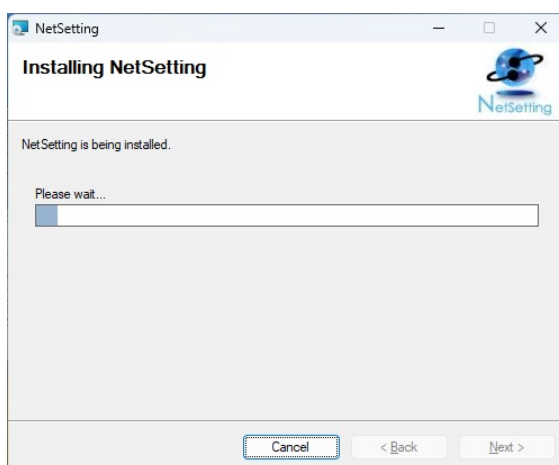 NetSetting
Installing NetSetting
NetSetting
NetSetting is being installed.
Please wait...
Cancel
< Back
Next >